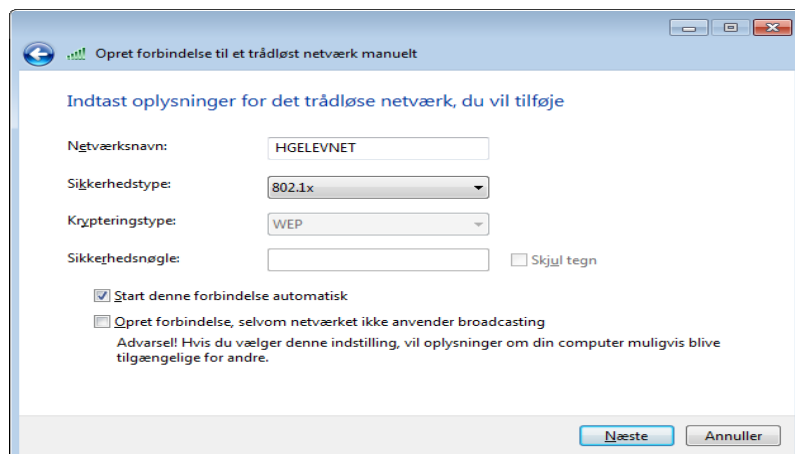 Opret forbindelse til et trådløst netværk manuelt
Indtast oplysninger for det trådløse netværk, du vil tilføje
Netværksnavn: HGELEVNET
Sikkerhedstype: 802.1x
Krypteringstype: WEP
Sikkerhedsnøgle: Skjul tegn
Start denne forbindelse automatisk
Opret forbindelse, selvom netværket ikke anvender broadcasting
Advarsel! Hvis du vælger denne indstilling, vil oplysninger om din computer muligvis blive
tilgængelige for andre.
Næste Annuller